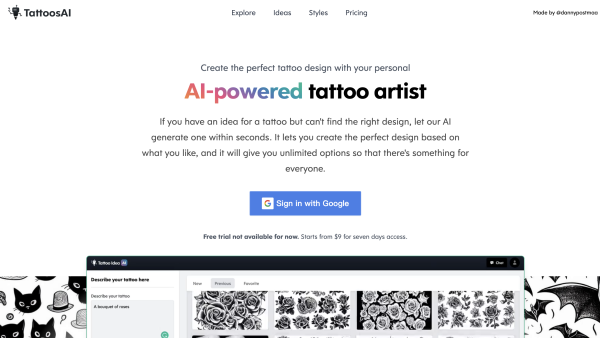 TattoosAI
Explore Ideas Styles Pricing
Made by @dannypostmaa
Create the perfect tattoo design with your personal
AI-powered tattoo artist
If you have an idea for a tattoo but can't find the right design, let our AI
generate one within seconds. It lets you create the perfect design based on
what you like, and it will give you unlimited options so that there's something for
everyone.
G Sign in with Google
Free trial not available for now. Starts from $9 for seven days access.
Tattoo Idea AI
Chat
Describe your tattoo here
New Previous Favorite
Describe your tattoo
A bouquet of roses